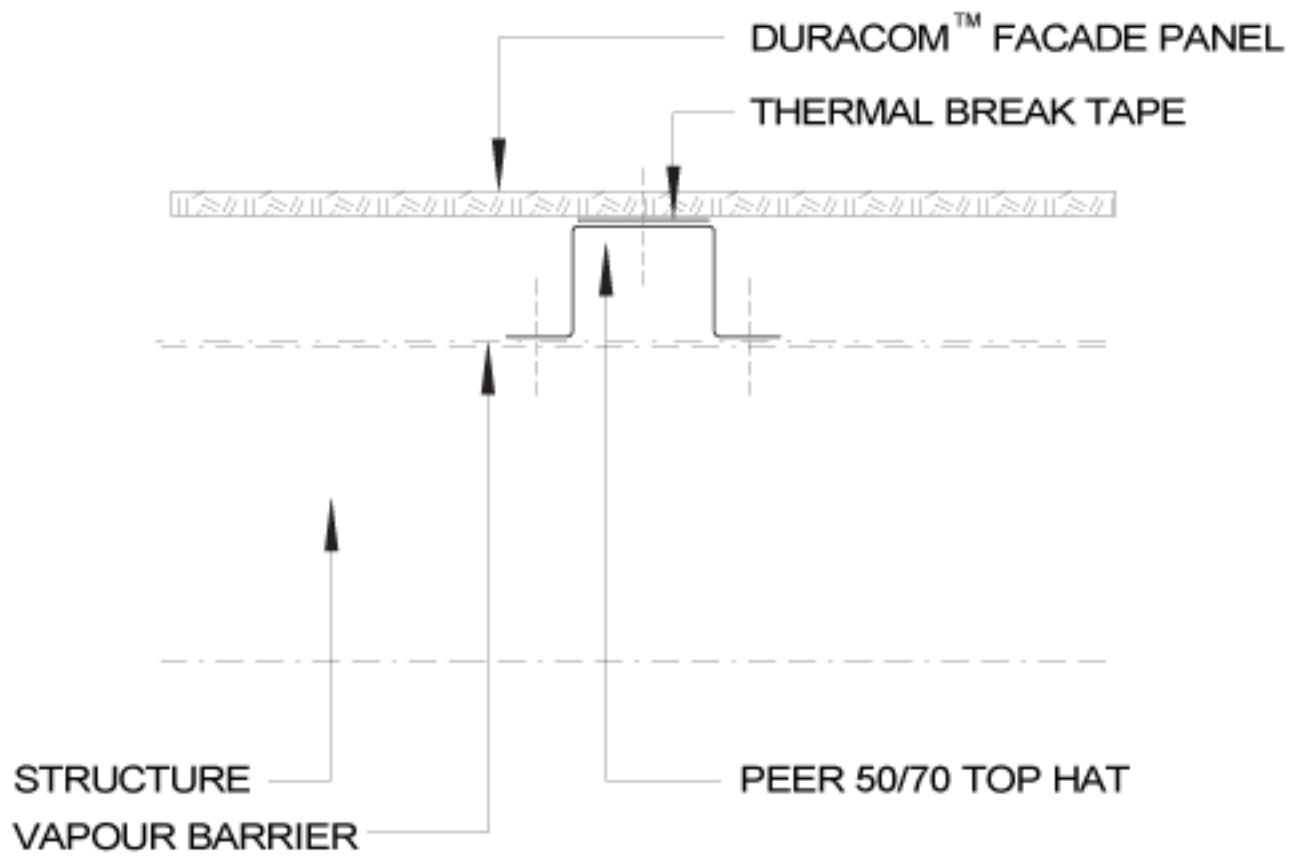 DURACOM™ FACADE PANEL
THERMAL BREAK TAPE
STRUCTURE
PEER 50/70 TOP HAT
VAPOUR BARRIER